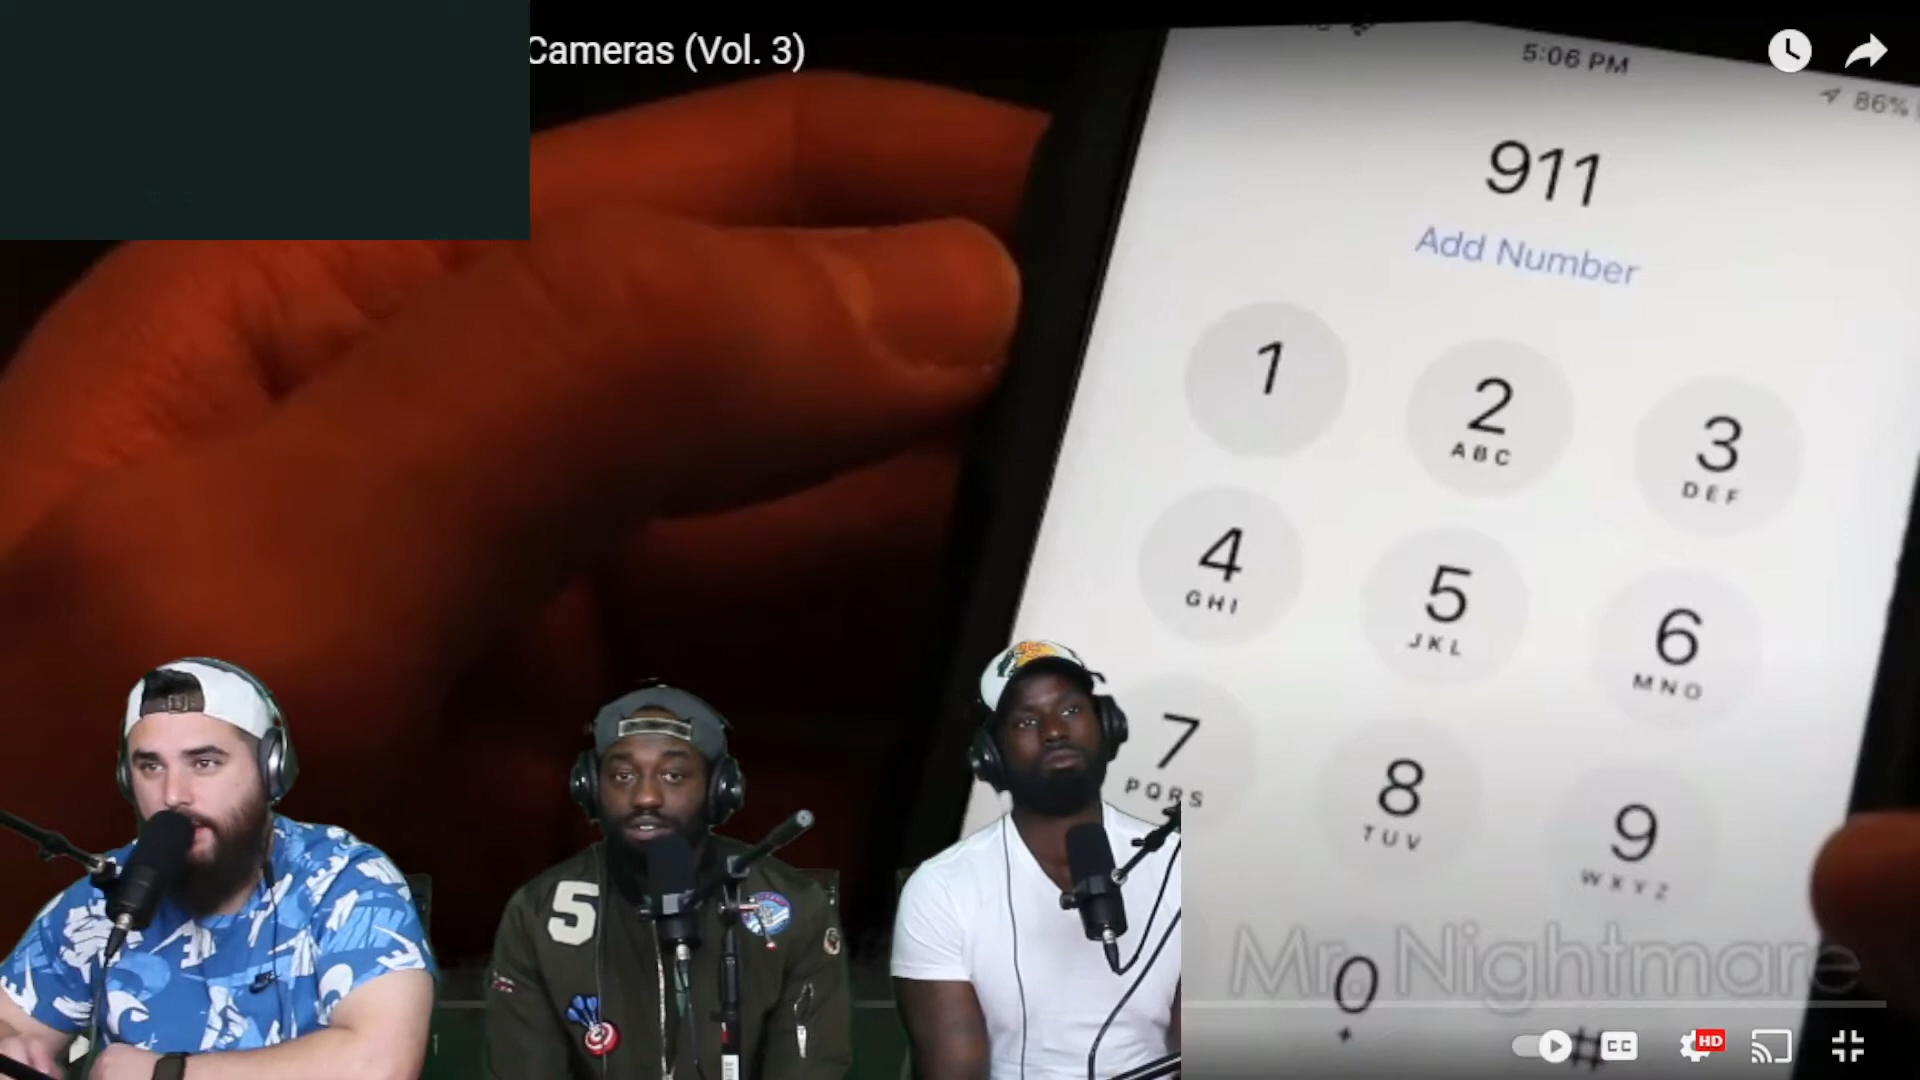 Cameras (Vol. 3)
5:06 PM
86%
911
Add Number
1
2
ABC
3
DEF
4
GHI
5
JKL
6
MNO
7
PQRS
8
TUV
9
WXYZ
0
+
#
Mr. Nightmare
5
CC
HD